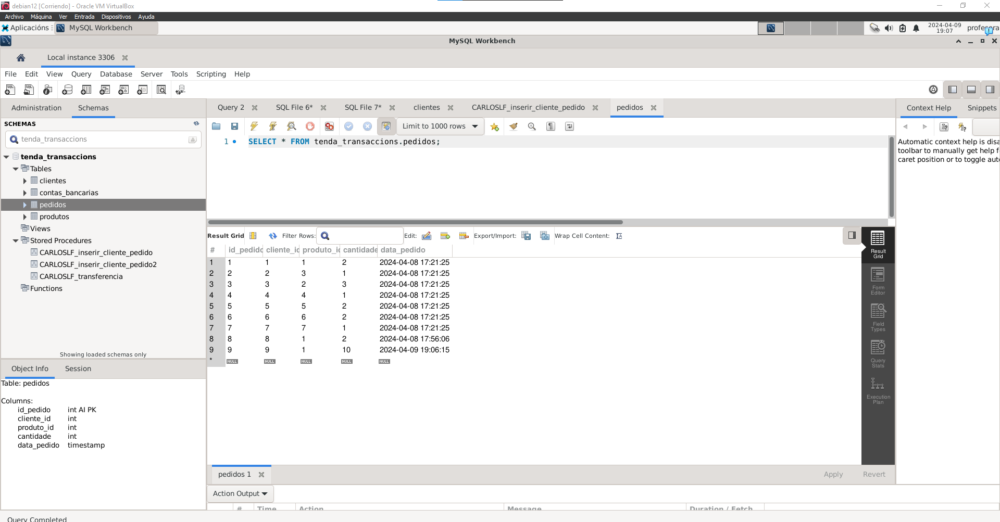 debian12 [Corriendo] - Oracle VM VirtualBox
Archivo Máquina Ver Entrada Dispositivos Ayuda
Aplicacións MySQL Workbench 2024-04-09 19:07 profesora
MySQL Workbench
Local instance 3306
File Edit View Query Database Server Tools Scripting Help
Administration Schemas
SCHEMAS
tenda_transaccions
tenda_transaccions
Tables
clientes
contas_bancarias
pedidos
produtos
Views
Stored Procedures
CARLOSLF_inserir_cliente_pedido
CARLOSLF_inserir_cliente_pedido2
CARLOSLF_transferencia
Functions
Showing loaded schemas only
Object Info Session
Table: pedidos
Columns:
id_pedido int AI PK
cliente_id int
produto_id int
cantidade int
data_pedido timestamp
Query 2 SQL File 6* SQL File 7* clientes CARLOSLF_inserir_cliente_pedido pedidos
Limit to 1000 rows
1 SELECT * FROM tenda_transaccions.pedidos;
Result Grid Filter Rows: Edit: Export/Import: Wrap Cell Content:
# id_pedido cliente_id produto_id cantidade data_pedido
1 1 1 1 2 2024-04-08 17:21:25
2 2 2 3 1 2024-04-08 17:21:25
3 3 3 2 3 2024-04-08 17:21:25
4 4 4 4 1 2024-04-08 17:21:25
5 5 5 5 2 2024-04-08 17:21:25
6 6 6 6 2 2024-04-08 17:21:25
7 7 7 7 1 2024-04-08 17:21:25
8 8 8 1 2 2024-04-08 17:56:06
9 9 9 1 10 2024-04-09 19:06:15
* NULL NULL NULL NULL NULL
Result Grid
Form Editor
Field Types
Query Stats
Execution Plan
pedidos 1 Apply Revert
Action Output
# Time Action Message Duration / Fetch
Context Help Snippets
Automatic context help is disa
toolbar to manually get help f
caret position or to toggle aut
Query Completed